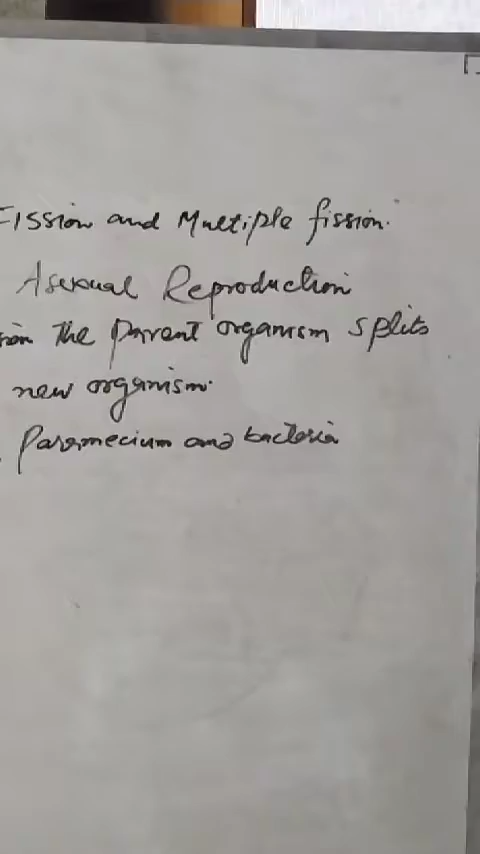 Fission and Multiple fission.
Asexual Reproduction
The Parent organism splits
new organism.
Paramecium and bacteria